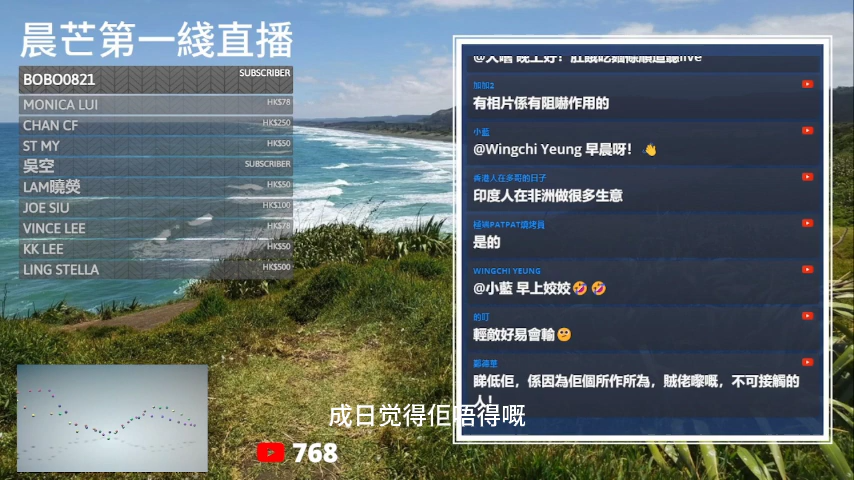 晨芒第一綫直播
BOBO0821 SUBSCRIBER
MONICA LUI HK$78
CHAN CF HK$250
ST MY HK$50
吳空 SUBSCRIBER
LAM曉熒 HK$50
JOE SIU HK$100
VINCE LEE HK$78
KK LEE HK$50
LING STELLA HK$500
加加2
有相片係有阻嚇作用的
小藍
@Wingchi Yeung 早晨呀！👋
香港人在多哥的日子
印度人在非洲做很多生意
是的
WINGCHI YEUNG
@小藍 早上姣姣🤣🤣
的叮
輕敵好易會輸
睇低佢，係因為佢個所作所為，賊佬嚟嘅，不可接觸的
人！
成日觉得佢唔得嘅
768